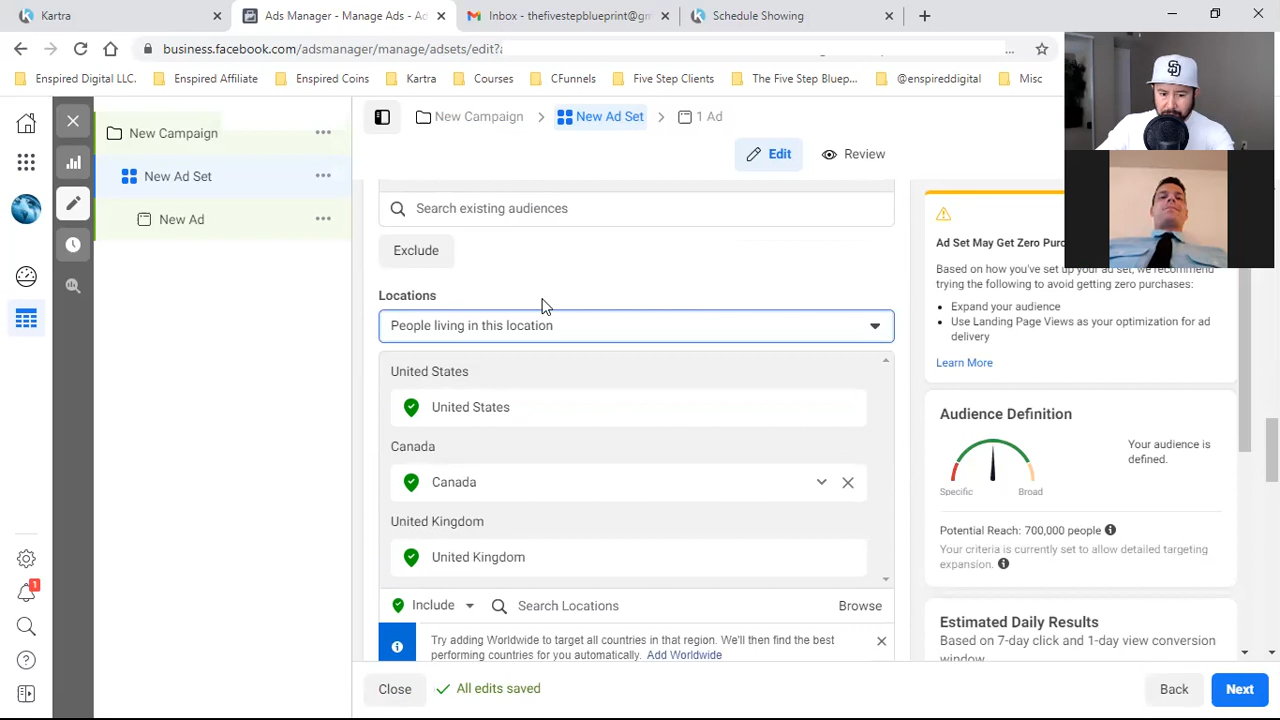 Kartra
Ads Manager - Manage Ads - Ad
Inbox - thefivestepblueprint@gm
Schedule Showing
business.facebook.com/adsmanager/manage/adsets/edit?
...
Enspired Digital LLC.
Enspired Affiliate
Enspired Coins
Kartra
Courses
CFunnels
Five Step Clients
The Five Step Bluep...
@enspireddigital
Misc
New Campaign
New Ad Set
New Ad
1
New Campaign
New Ad Set
1 Ad
Edit
Review
Search existing audiences
Exclude
Locations
People living in this location
United States
United States
Canada
Canada
United Kingdom
United Kingdom
Include
Search Locations
Browse
Try adding Worldwide to target all countries in that region. We'll then find the best
performing countries for you automatically. Add Worldwide
Close
All edits saved
Back
Next
Ad Set May Get Zero Purc
Based on how you've set up your ad set, we recommend
trying the following to avoid getting zero purchases:
Expand your audience
Use Landing Page Views as your optimization for ad
delivery
Learn More
Audience Definition
Your audience is
defined.
Specific
Broad
Potential Reach: 700,000 people
Your criteria is currently set to allow detailed targeting
expansion.
Estimated Daily Results
Based on 7-day click and 1-day view conversion
window
SD